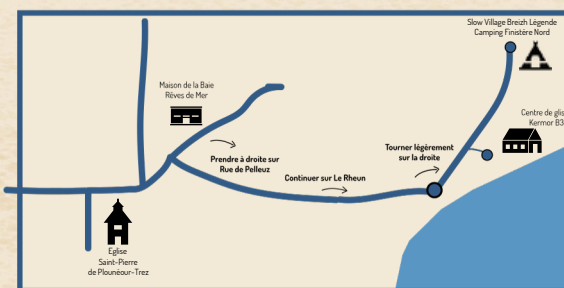 Slow Village Breizh Légende
Camping Finistère Nord
Maison de la Baie
Rêves de Mer
Centre de glis
Kermor B3
Tourner légèrement
sur la droite
Prendre à droite sur
Rue de Pelleuz
Continuer sur Le Rheun
Eglise
Saint-Pierre
de Plounéour-Trez